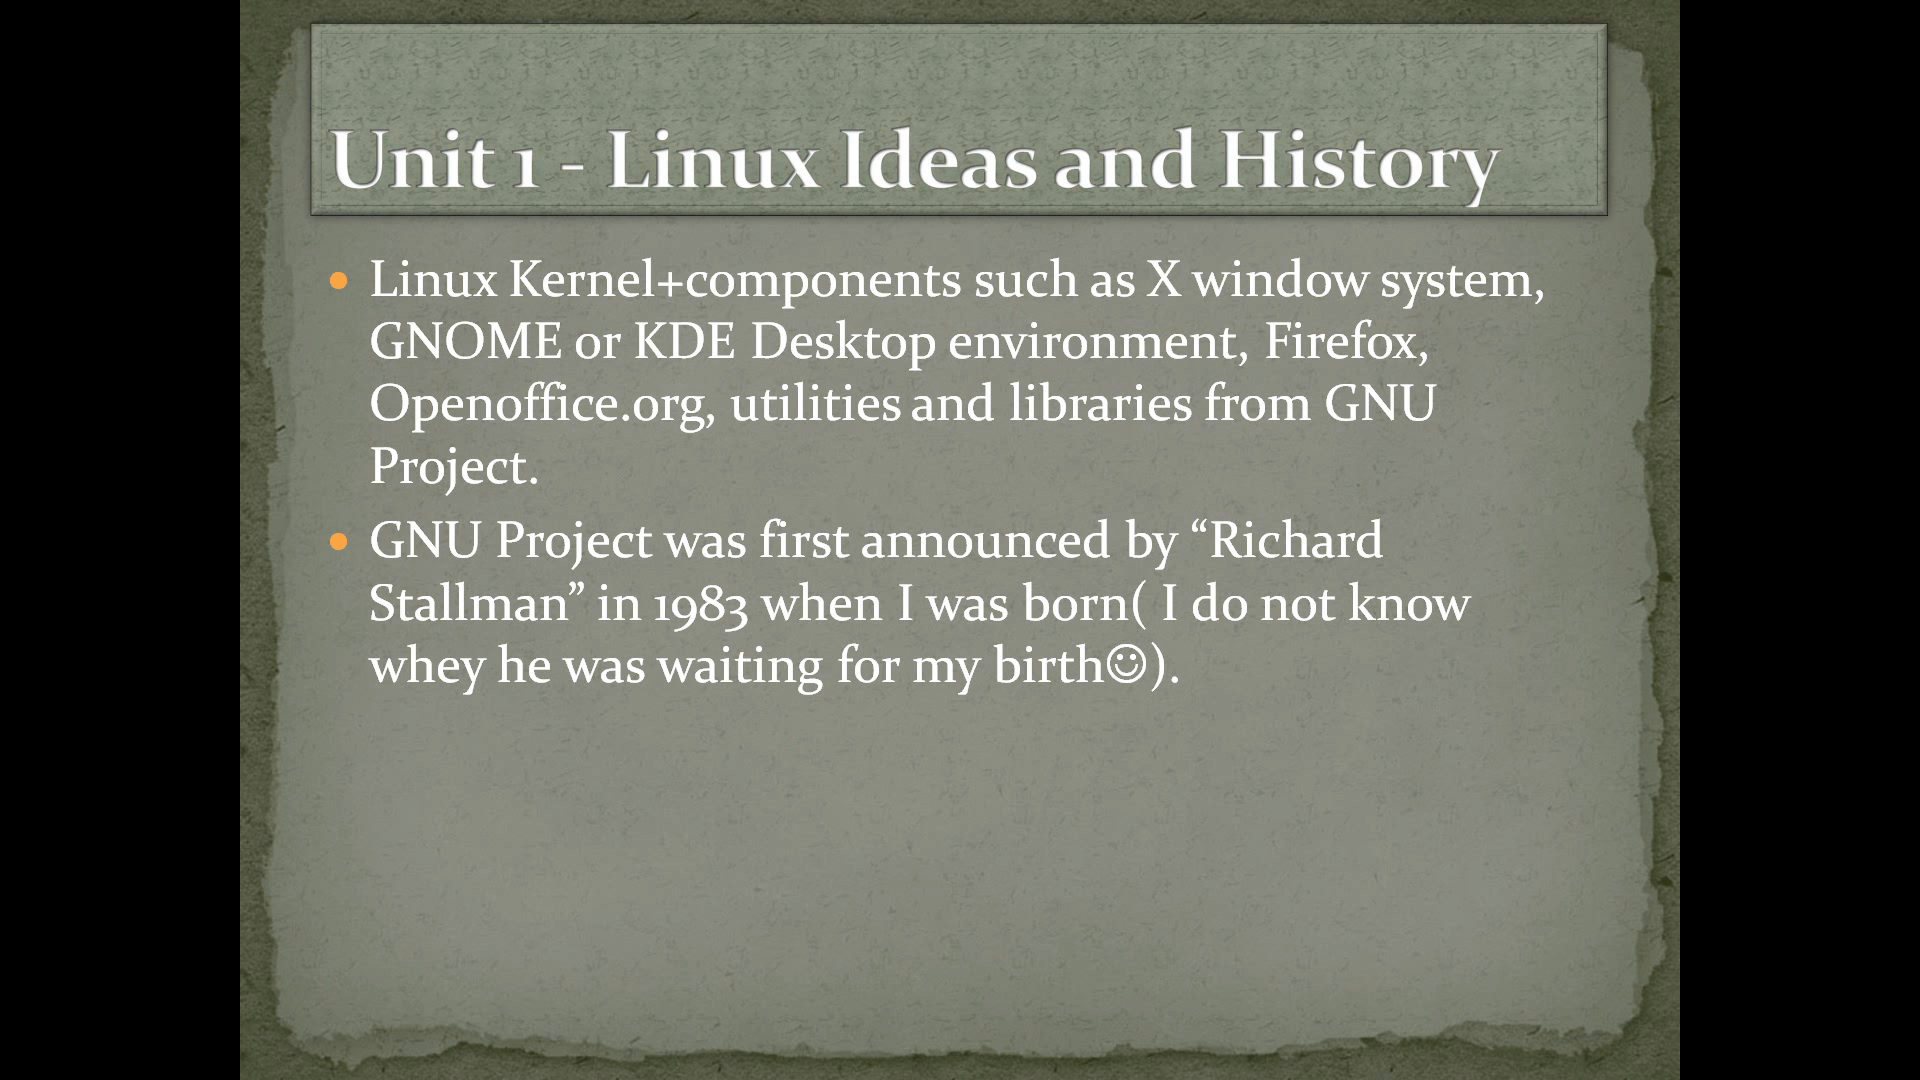 Unit 1 - Linux Ideas and History
Linux Kernel+components such as X window system,
GNOME or KDE Desktop environment, Firefox,
Openoffice.org, utilities and libraries from GNU
Project.
GNU Project was first announced by “Richard
Stallman” in 1983 when I was born( I do not know
whey he was waiting for my birth☺).